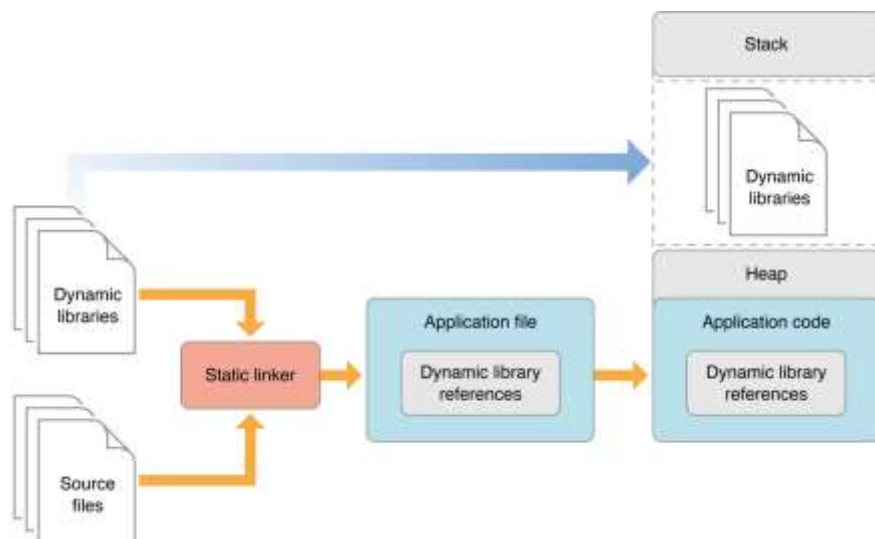 Stack
Dynamic
libraries
Heap
Dynamic
libraries
Application file
Application code
Static linker
Dynamic library
references
Dynamic library
references
Source
files